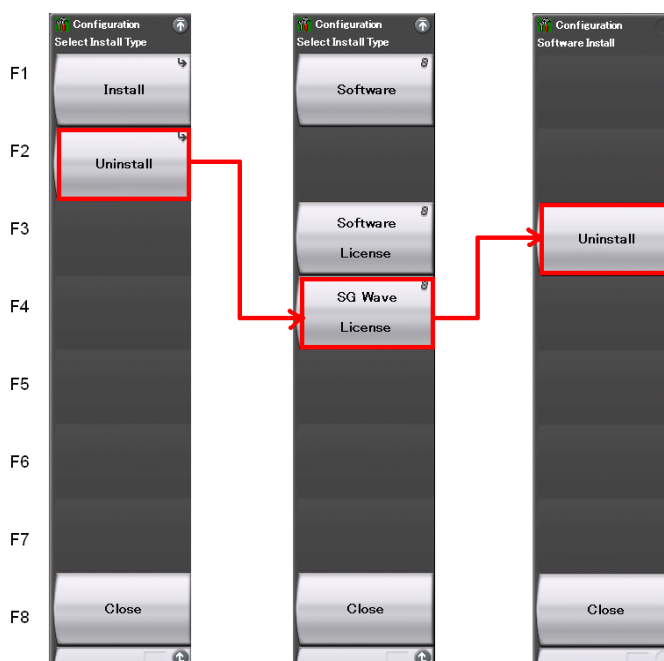 Configuration
Select Install Type
Configuration
Select Install Type
Configuration
Software Install
F1
Install
Software
F2
Uninstall
F3
Software
License
Uninstall
F4
SG Wave
License
F5
F6
F7
F8
Close
Close
Close